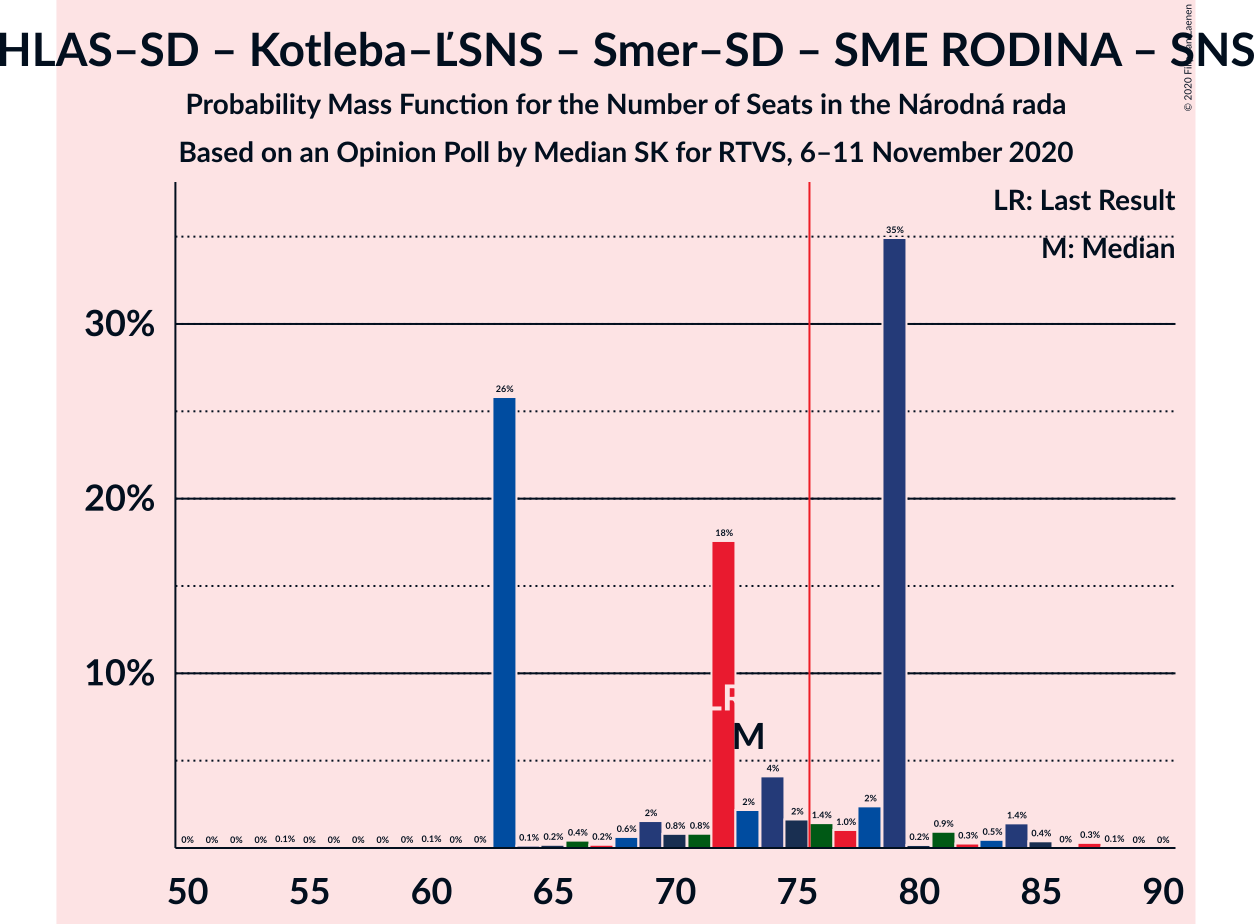 HLAS–SD – Kotleba–ĽSNS – Smer–SD – SME RODINA – SNS
Probability Mass Function for the Number of Seats in the Národná rada
Based on an Opinion Poll by Median SK for RTVS, 6–11 November 2020
© 2020
LR: Last Result
M: Median
35%
30%
26%
20%
18%
10%
LR
M
0% 0% 0% 0% 0.1% 0% 0% 0% 0% 0% 0.1% 0% 0% 0.1% 0.2% 0.4% 0.2% 0.6% 2% 0.8% 0.8% 2% 4% 2% 1.4% 1.0% 2% 0.2% 0.9% 0.3% 0.5% 1.4% 0.4% 0% 0.3% 0.1% 0% 0%
50 55 60 65 70 75 80 85 90